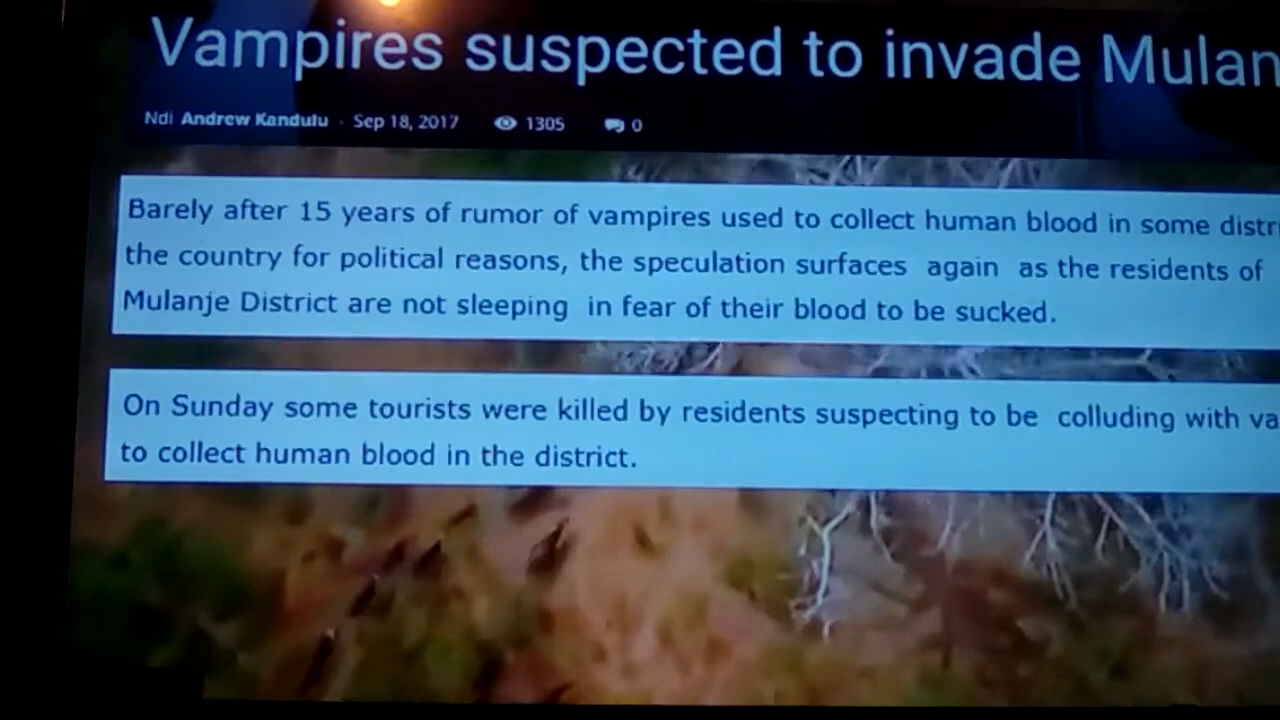 Vampires suspected to invade Mulan
Ndi Andrew Kandulu · Sep 18, 2017 1305 0
Barely after 15 years of rumor of vampires used to collect human blood in some distr
the country for political reasons, the speculation surfaces again as the residents of
Mulanje District are not sleeping in fear of their blood to be sucked.
On Sunday some tourists were killed by residents suspecting to be colluding with va
to collect human blood in the district.